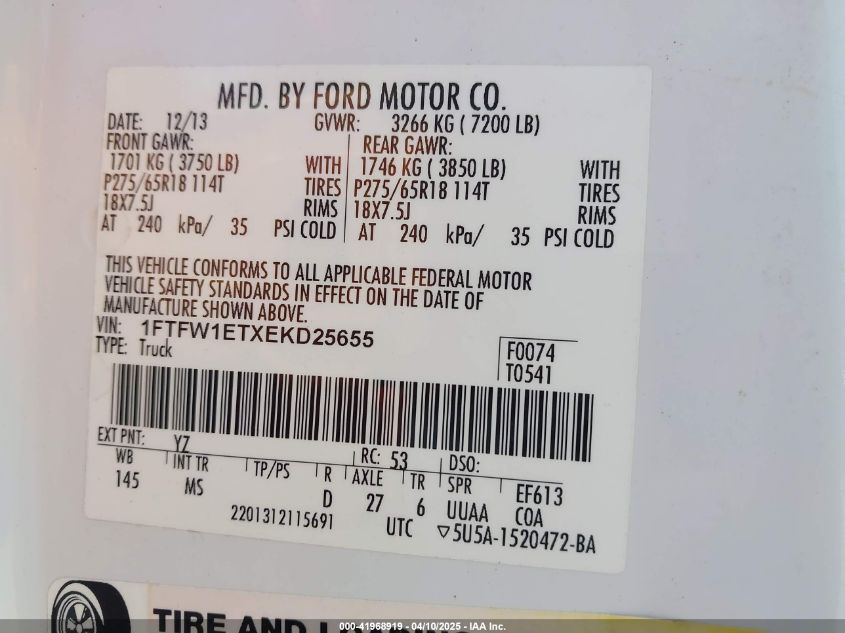 MFD. BY FORD MOTOR CO.
DATE: 12/13 GVWR: 3266 KG ( 7200 LB)
FRONT GAWR: REAR GAWR:
1701 KG ( 3750 LB) WITH 1746 KG ( 3850 LB) WITH
P275/65R18 114T TIRES P275/65R18 114T TIRES
18X7.5J RIMS 18X7.5J RIMS
AT 240 kPa/ 35 PSI COLD AT 240 kPa/ 35 PSI COLD
THIS VEHICLE CONFORMS TO ALL APPLICABLE FEDERAL MOTOR
VEHICLE SAFETY STANDARDS IN EFFECT ON THE DATE OF
MANUFACTURE SHOWN ABOVE.
VIN: 1FTFW1ETXEKD25655
TYPE: Truck
F0074
T0541
EXT PNT: YZ RC: 53 DSO:
WB INT TR TP/PS R AXLE TR SPR EF613
145 MS D 27 6 UUAA COA
2201312115691 UTC ▽5U5A-1520472-BA
TIRE AND LOADING
000-41968919 - 04/10/2025 - IAA Inc.